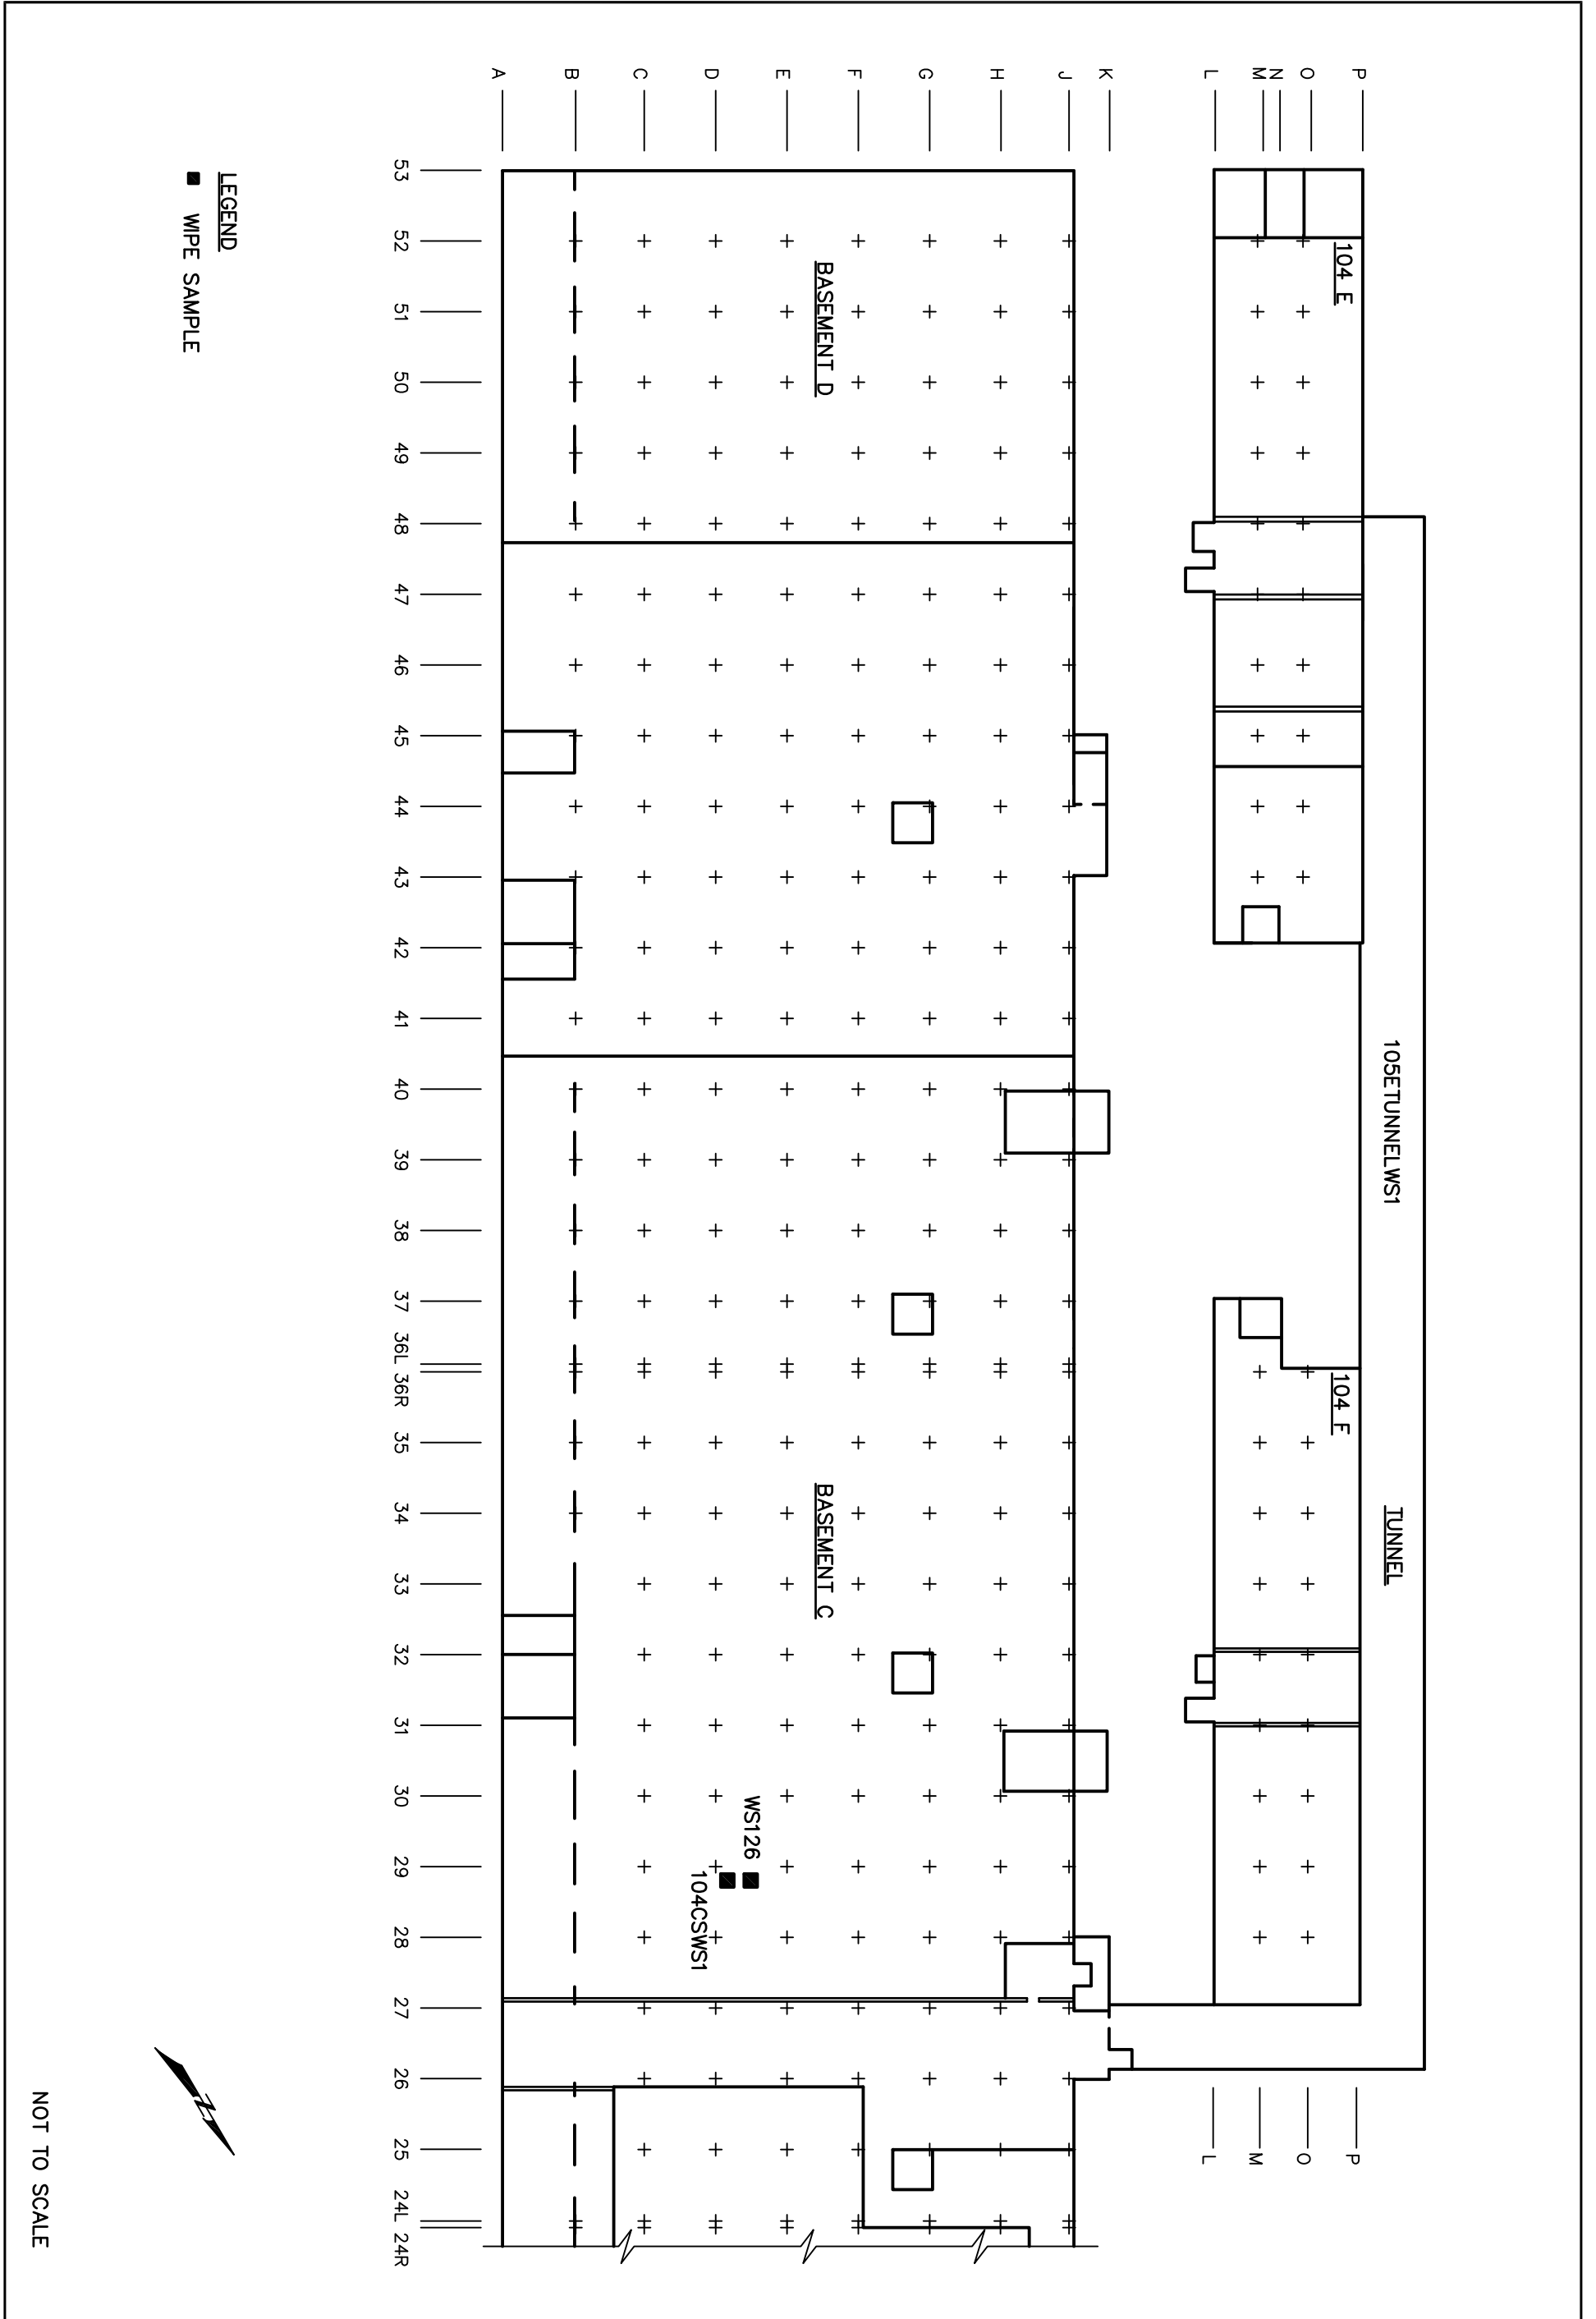 P
O
N
M
L
K
J
H
G
F
E
D
C
B
A
104 E
105ETUNNELWS1
104 F
TUNNEL
P
O
M
L
BASEMENT D
BASEMENT C
WS126
104CSWS1
53 52 51 50 49 48 47 46 45 44 43 42 41 40 39 38 37 36L 36R 35 34 33 32 31 30 29 28 27 26 25 24L 24R
LEGEND
WIPE SAMPLE
NOT TO SCALE